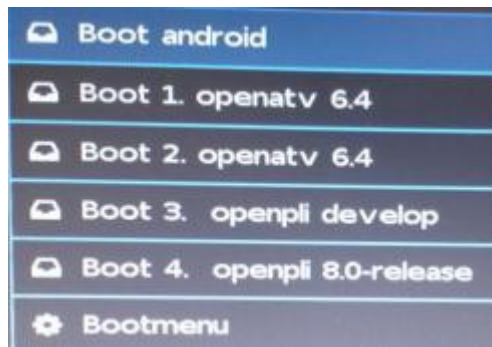 Boot android
Boot 1. openatv 6.4
Boot 2. openatv 6.4
Boot 3. openpli develop
Boot 4. openpli 8.0-release
Bootmenu